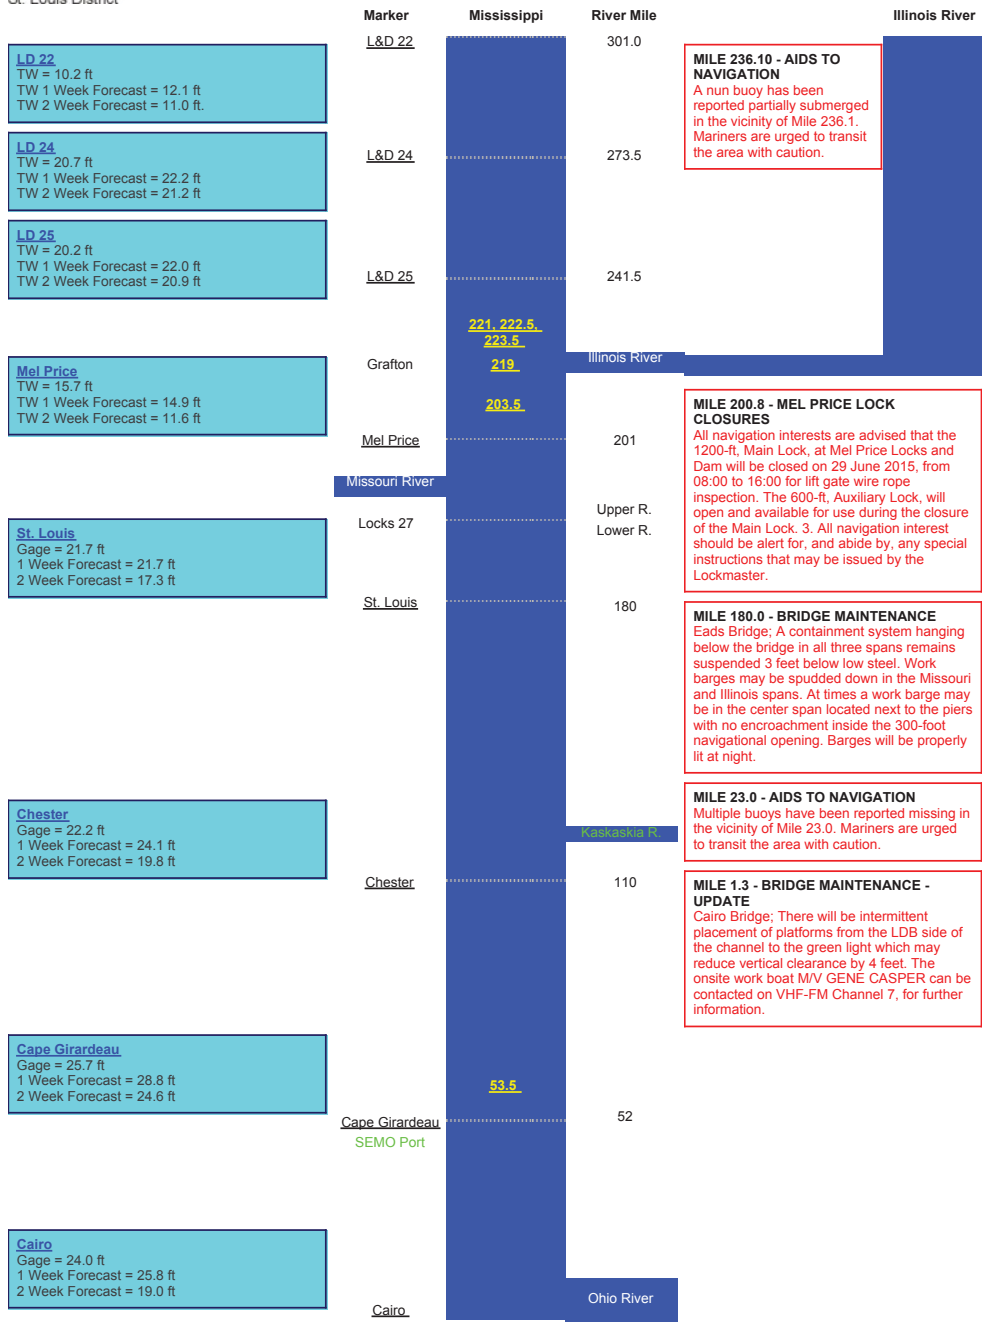 St. Louis District
Marker Mississippi River Mile Illinois River
L&D 22 301.0
LD 22
TW = 10.2 ft
TW 1 Week Forecast = 12.1 ft
TW 2 Week Forecast = 11.0 ft.
MILE 236.10 - AIDS TO
NAVIGATION
A nun buoy has been
reported partially submerged
in the vicinity of Mile 236.1.
Mariners are urged to transit
the area with caution.
LD 24
TW = 20.7 ft
TW 1 Week Forecast = 22.2 ft
TW 2 Week Forecast = 21.2 ft
L&D 24 273.5
LD 25
TW = 20.2 ft
TW 1 Week Forecast = 22.0 ft
TW 2 Week Forecast = 20.9 ft
L&D 25 241.5
221, 222.5,
223.5
Grafton 219 Illinois River
Mel Price
TW = 15.7 ft
TW 1 Week Forecast = 14.9 ft
TW 2 Week Forecast = 11.6 ft
203.5
Mel Price 201
MILE 200.8 - MEL PRICE LOCK
CLOSURES
All navigation interests are advised that the
1200-ft, Main Lock, at Mel Price Locks and
Dam will be closed on 29 June 2015, from
08:00 to 16:00 for lift gate wire rope
inspection. The 600-ft, Auxiliary Lock, will
open and available for use during the closure
of the Main Lock. 3. All navigation interest
should be alert for, and abide by, any special
instructions that may be issued by the
Lockmaster.
Missouri River
Locks 27
Upper R.
Lower R.
St. Louis
Gage = 21.7 ft
1 Week Forecast = 21.7 ft
2 Week Forecast = 17.3 ft
St. Louis 180
MILE 180.0 - BRIDGE MAINTENANCE
Eads Bridge; A containment system hanging
below the bridge in all three spans remains
suspended 3 feet below low steel. Work
barges may be spudded down in the Missouri
and Illinois spans. At times a work barge may
be in the center span located next to the piers
with no encroachment inside the 300-foot
navigational opening. Barges will be properly
lit at night.
MILE 23.0 - AIDS TO NAVIGATION
Multiple buoys have been reported missing in
the vicinity of Mile 23.0. Mariners are urged
to transit the area with caution.
Chester
Gage = 22.2 ft
1 Week Forecast = 24.1 ft
2 Week Forecast = 19.8 ft
Kaskaskia R.
Chester 110
MILE 1.3 - BRIDGE MAINTENANCE -
UPDATE
Cairo Bridge; There will be intermittent
placement of platforms from the LDB side of
the channel to the green light which may
reduce vertical clearance by 4 feet. The
onsite work boat M/V GENE CASPER can be
contacted on VHF-FM Channel 7, for further
information.
Cape Girardeau
Gage = 25.7 ft
1 Week Forecast = 28.8 ft
2 Week Forecast = 24.6 ft
53.5
Cape Girardeau 52
SEMO Port
Cairo
Gage = 24.0 ft
1 Week Forecast = 25.8 ft
2 Week Forecast = 19.0 ft
Ohio River
Cairo